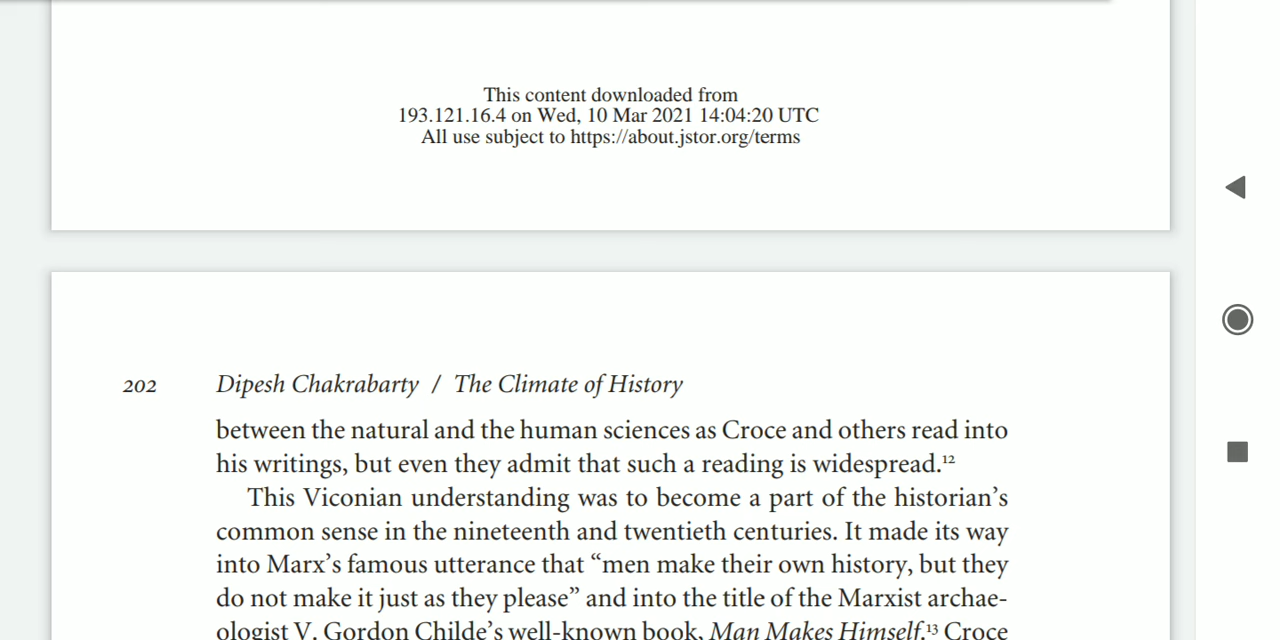 This content downloaded from
193.121.16.4 on Wed, 10 Mar 2021 14:04:20 UTC
All use subject to https://about.jstor.org/terms
202 Dipesh Chakrabarty / The Climate of History
between the natural and the human sciences as Croce and others read into
his writings, but even they admit that such a reading is widespread.¹²
This Viconian understanding was to become a part of the historian’s
common sense in the nineteenth and twentieth centuries. It made its way
into Marx’s famous utterance that “men make their own history, but they
do not make it just as they please” and into the title of the Marxist archae-
ologist V. Gordon Childe’s well-known book, Man Makes Himself.¹³ Croce